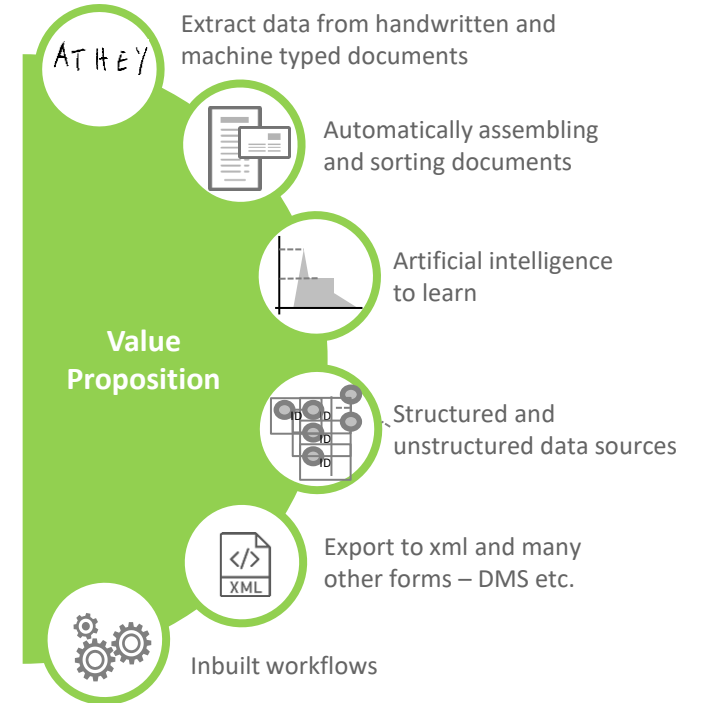 ATHEY
Extract data from handwritten and
machine typed documents
Automatically assembling
and sorting documents
Artificial intelligence
to learn
Value
Proposition
ID ID
ID
ID
Structured and
unstructured data sources
</>
XML
Export to xml and many
other forms – DMS etc.
Inbuilt workflows